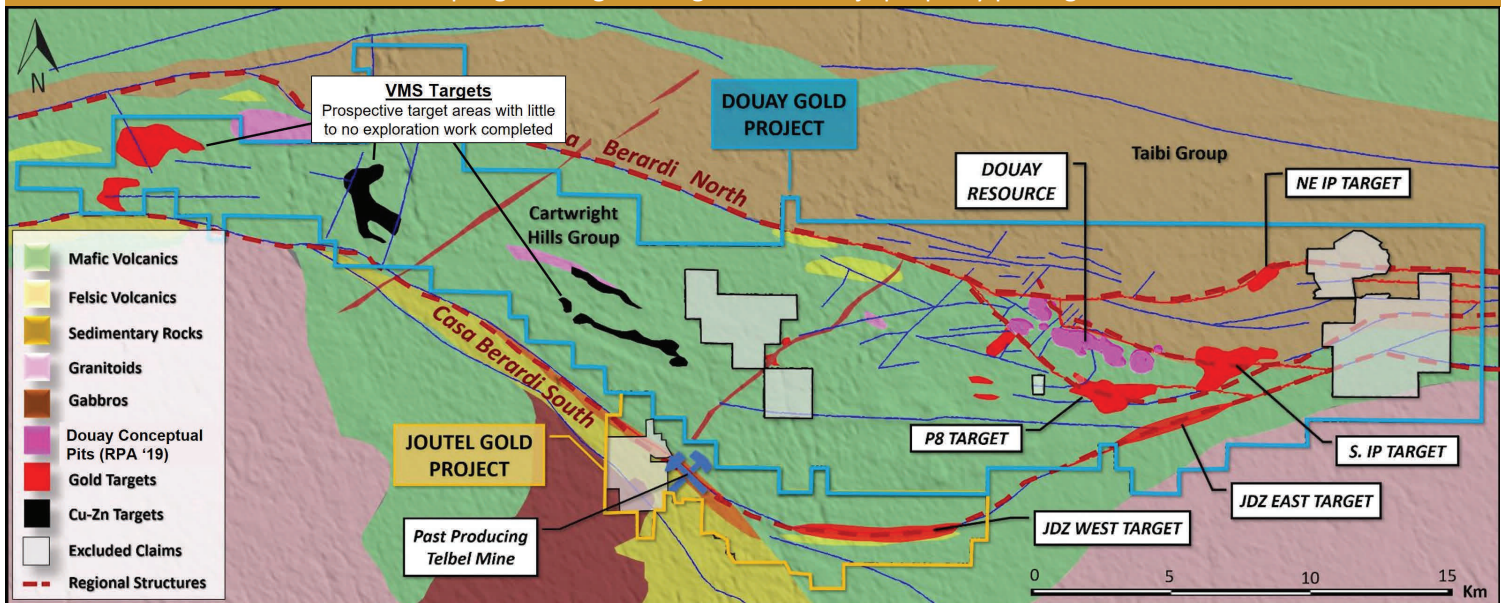 N
VMS Targets
Prospective target areas with little
to no exploration work completed
DOUAY GOLD
PROJECT
Berardi North
Taibi Group
DOUAY
RESOURCE
NE IP TARGET
Cartwright
Hills Group
Mafic Volcanics
Felsic Volcanics
Sedimentary Rocks
Granitoids
Gabbros
Douay Conceptual
Pits (RPA ‘19)
Gold Targets
Cu-Zn Targets
Excluded Claims
Regional Structures
Casa Berardi South
JOUTEL GOLD
PROJECT
Past Producing
Telbel Mine
P8 TARGET
S. IP TARGET
JDZ EAST TARGET
JDZ WEST TARGET
0 5 10 15
Km